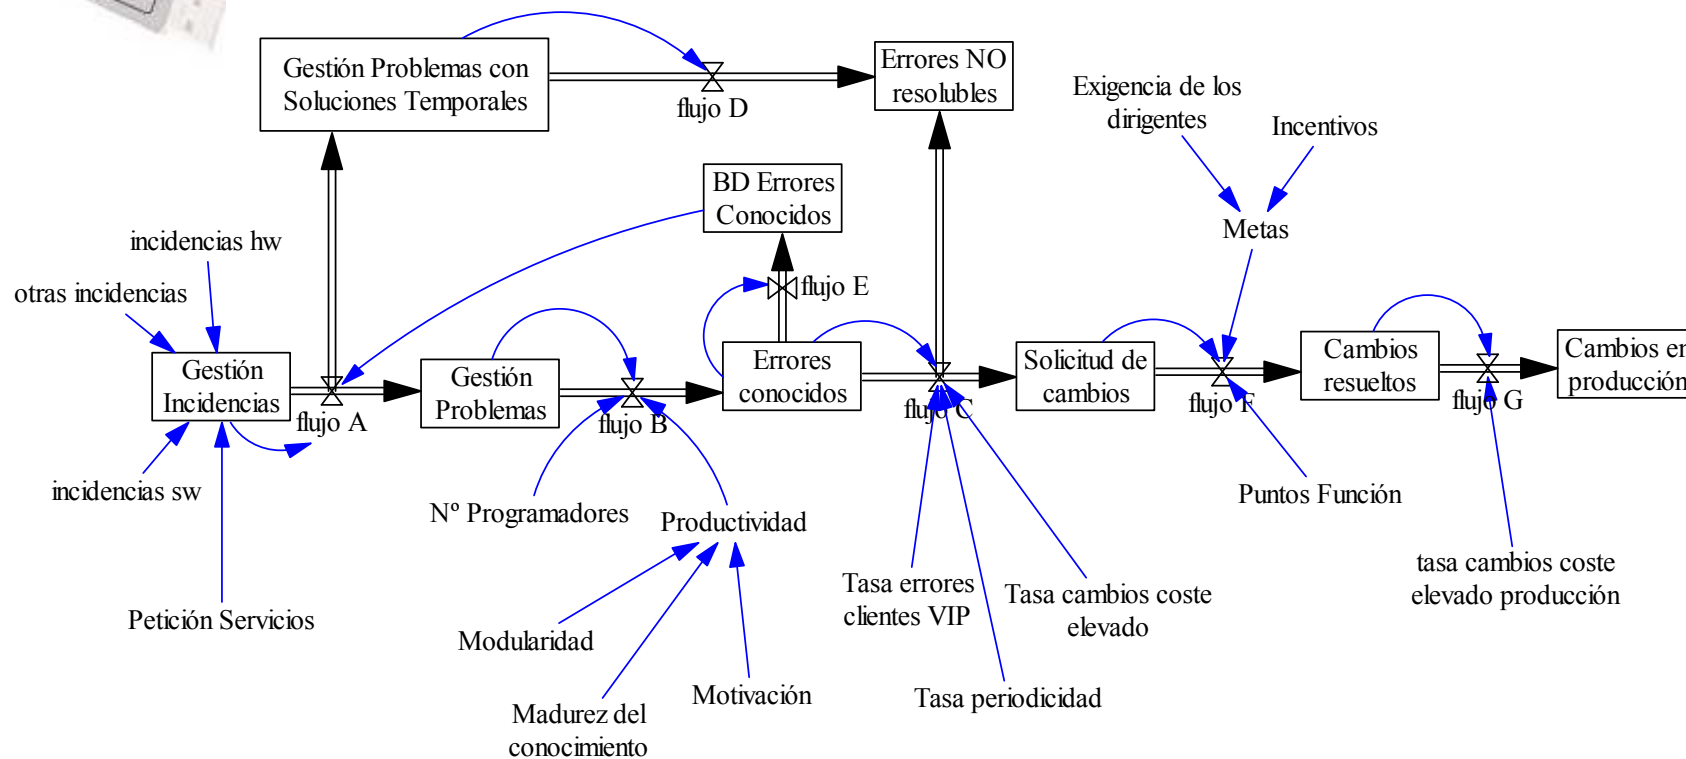 Gestión Problemas con
Soluciones Temporales
flujo D
Errores NO
resolubles
Exigencia de los
dirigentes
Incentivos
Metas
BD Errores
Conocidos
flujo E
incidencias hw
otras incidencias
Gestión
Incidencias
flujo A
Gestión
Problemas
flujo B
Errores
conocidos
flujo C
Solicitud de
cambios
flujo F
Cambios
resueltos
flujo G
Cambios en
producción
incidencias sw
Petición Servicios
Nº Programadores
Productividad
Modularidad
Madurez del
conocimiento
Motivación
Tasa errores
clientes VIP
Tasa cambios coste
elevado
Tasa periodicidad
Puntos Función
tasa cambios coste
elevado producción